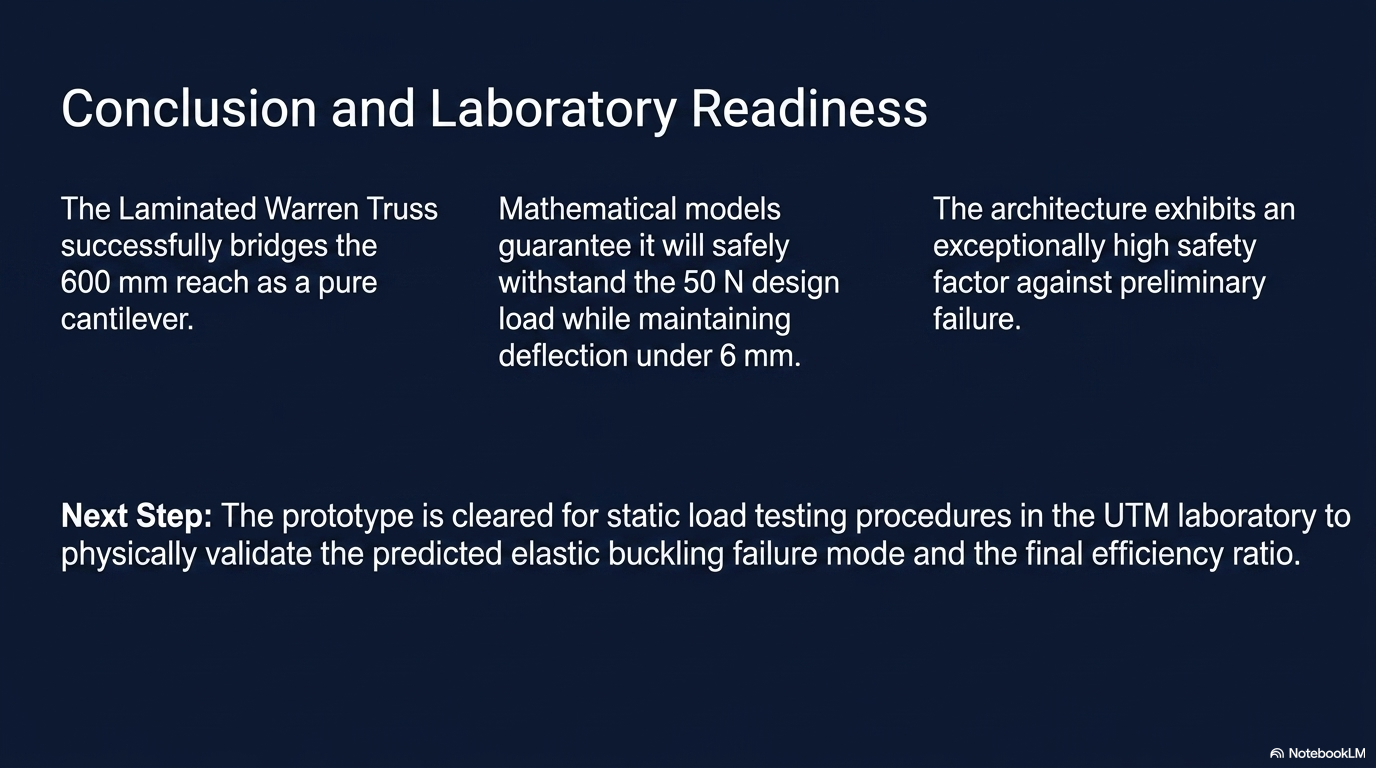 Conclusion and Laboratory Readiness
The Laminated Warren Truss
successfully bridges the
600 mm reach as a pure
cantilever.
Mathematical models
guarantee it will safely
withstand the 50 N design
load while maintaining
deflection under 6 mm.
The architecture exhibits an
exceptionally high safety
factor against preliminary
failure.
Next Step: The prototype is cleared for static load testing procedures in the UTM laboratory to
physically validate the predicted elastic buckling failure mode and the final efficiency ratio.
NotebookLM